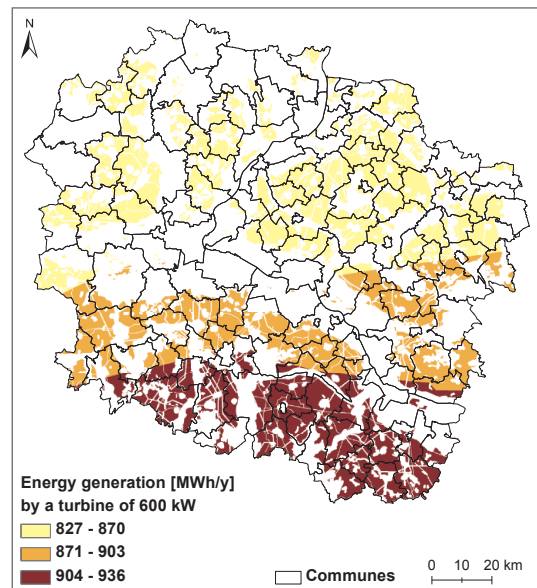 N
Energy generation [MWh/y]
by a turbine of 600 kW
827 - 870
871 - 903
904 - 936
Communes
0 10 20 km